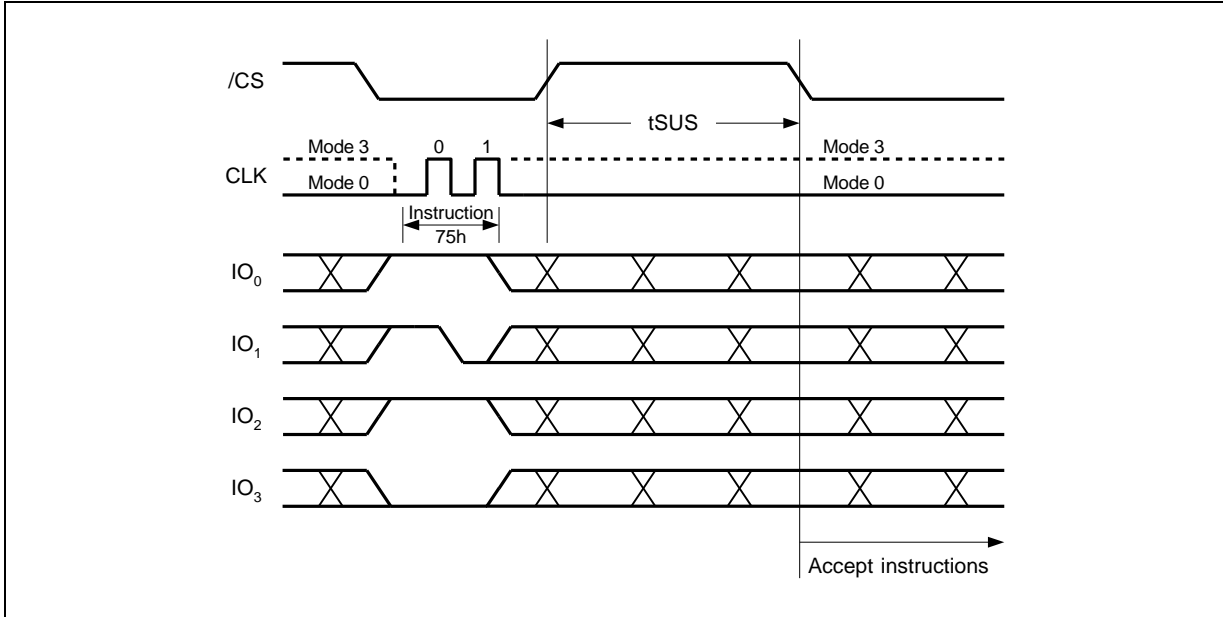 /CS
tSUS
Mode 3 0 1 Mode 3
CLK
Mode 0 Mode 0
Instruction
75h
IO0
IO1
IO2
IO3
Accept instructions